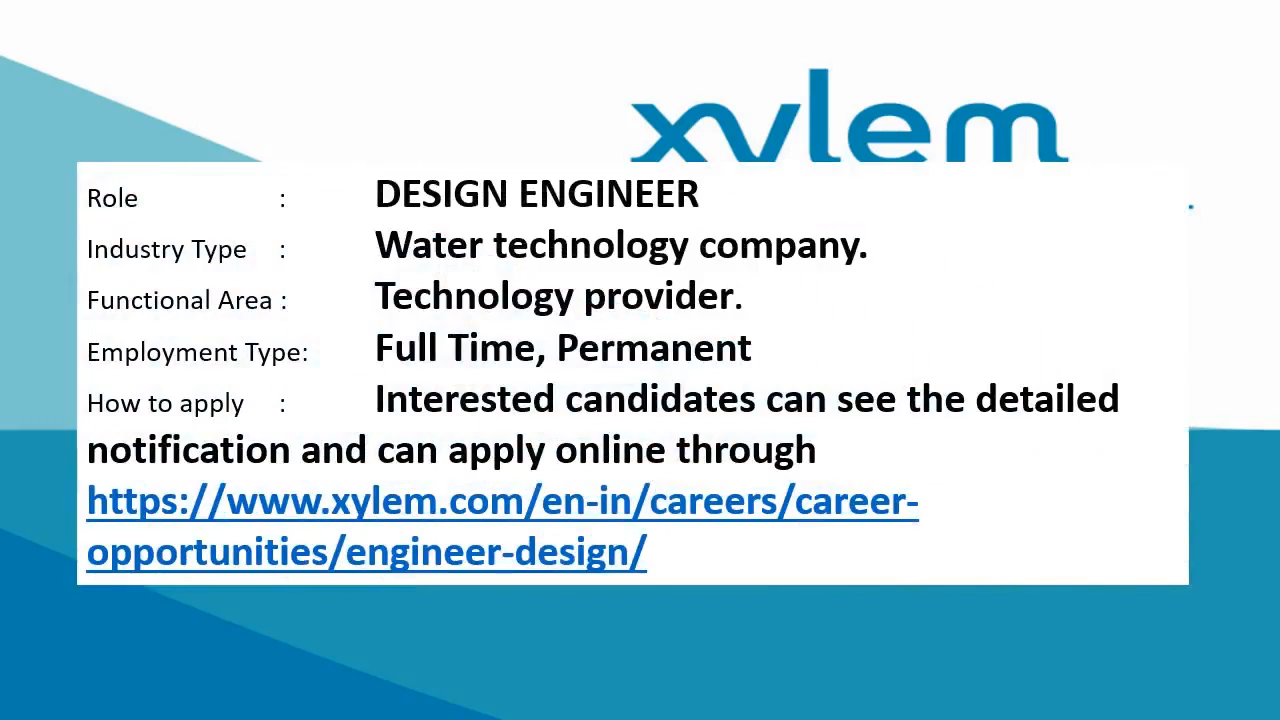 xylem
Role : DESIGN ENGINEER
Industry Type : Water technology company.
Functional Area : Technology provider.
Employment Type: Full Time, Permanent
How to apply : Interested candidates can see the detailed
notification and can apply online through
https://www.xylem.com/en-in/careers/career-
opportunities/engineer-design/